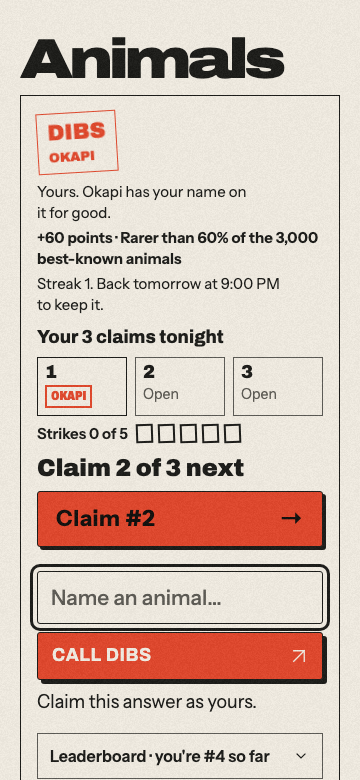 Animals
DIBS
OKAPI
Yours. Okapi has your name on
it for good.
+60 points · Rarer than 60% of the 3,000
best-known animals
Streak 1. Back tomorrow at 9:00 PM
to keep it.
Your 3 claims tonight
1 2 3
OKAPI Open Open
Strikes 0 of 5
Claim 2 of 3 next
Claim #2 →
Name an animal...
CALL DIBS
Claim this answer as yours.
Leaderboard · you're #4 so far